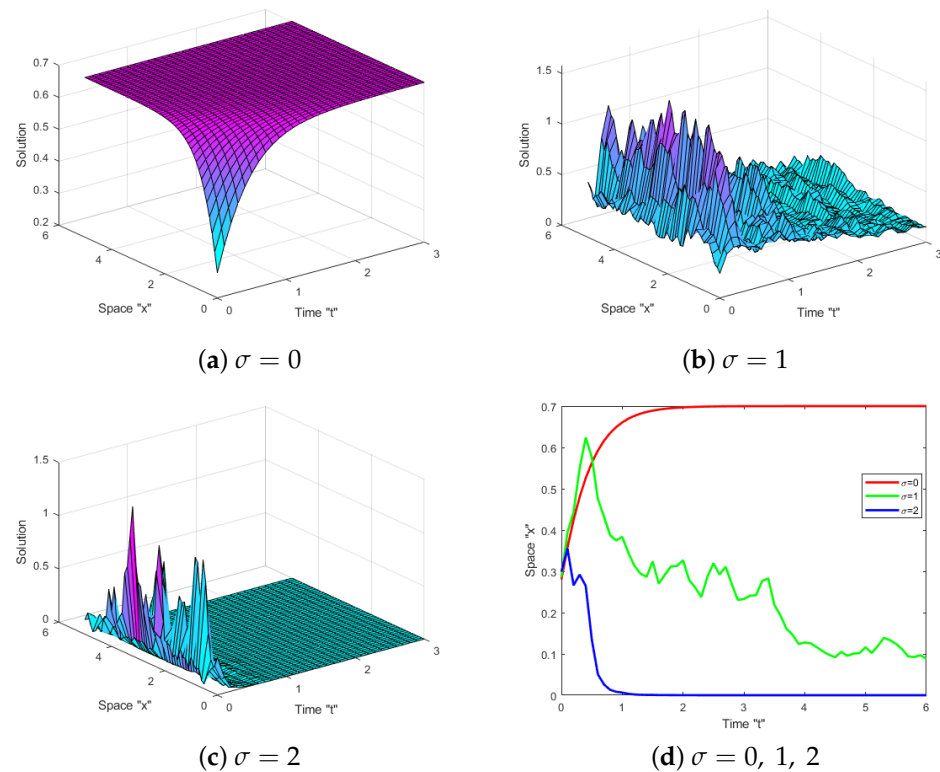 0.7
0.6
0.5
0.4
0.3
0.2
Solution
6
4
2
0
Space "x"
0
1
2
3
Time "t"
(a) σ = 0
1.5
1
0.5
0
Solution
6
4
2
0
Space "x"
0
1
2
3
Time "t"
(b) σ = 1
1.5
1
0.5
0
Solution
6
4
2
0
Space "x"
0
1
2
3
Time "t"
(c) σ = 2
0.7
0.6
0.5
0.4
0.3
0.2
0.1
0
Space "x"
σ=0
σ=1
σ=2
0 1 2 3 4 5 6
Time "t"
(d) σ = 0, 1, 2